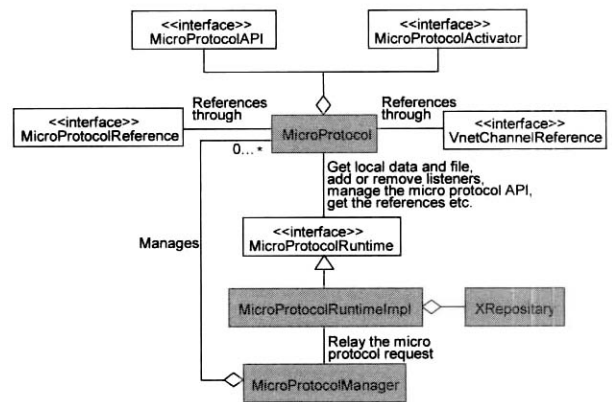 <<interface>>
MicroProtocolAPI
<<interface>>
MicroProtocolActivator
<<interface>>
MicroProtocolReference
References
through
MicroProtocol
References
through
<<interface>>
VnetChannelReference
0... *
Get local data and file,
add or remove listeners,
manage the micro protocol API,
get the references etc.
Manages
<<interface>>
MicroProtocolRuntime
MicroProtocolRuntimeImpl
XRepositary
Relay the micro
protocol request
MicroProtocolManager